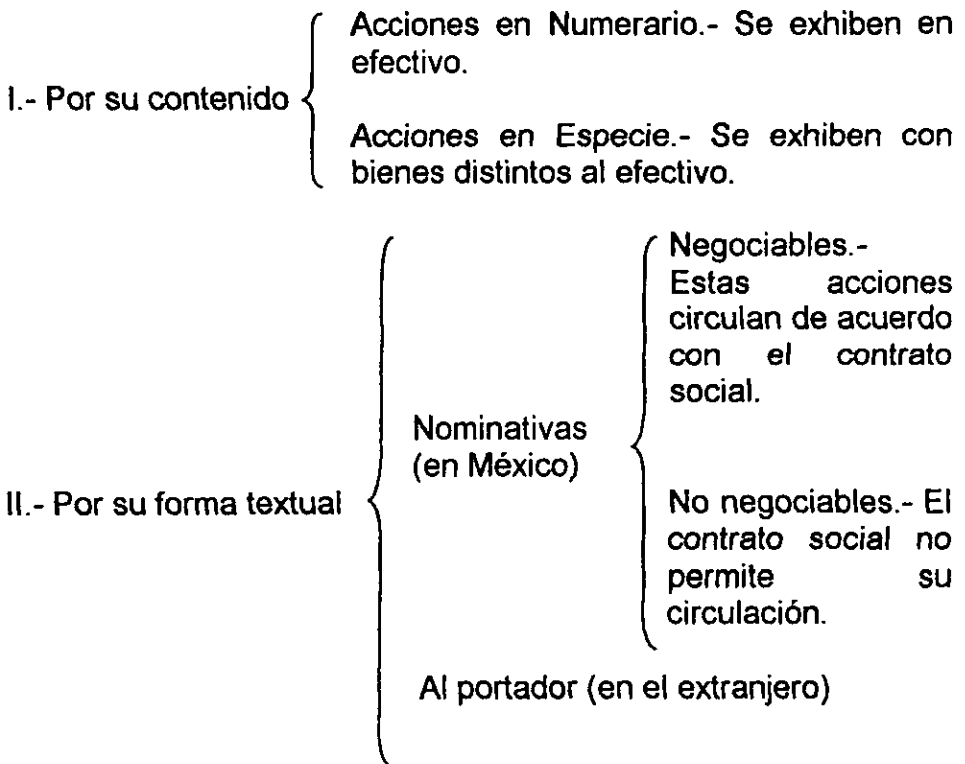 Acciones en Numerario.- Se exhiben en
efectivo.
I.- Por su contenido
Acciones en Especie.- Se exhiben con
bienes distintos al efectivo.
II.- Por su forma textual
Nominativas
(en México)
Negociables.-
Estas acciones
circulan de acuerdo
con el contrato
social.
No negociables.- El
contrato social no
permite su
circulación.
Al portador (en el extranjero)